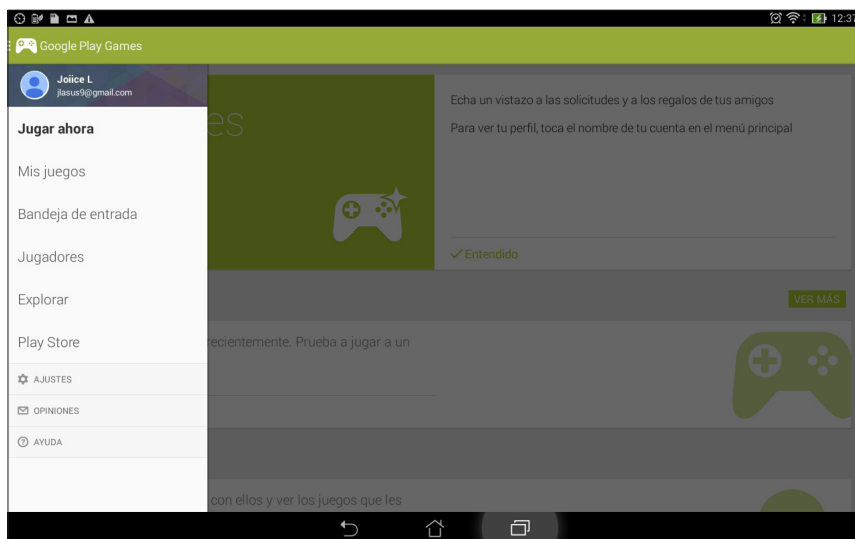 12:37
Google Play Games
Joiice L
jlasus9@gmail.com
Jugar ahora
Mis juegos
Bandeja de entrada
Jugadores
Explorar
Play Store
AJUSTES
OPINIONES
AYUDA
es
Echa un vistazo a las solicitudes y a los regalos de tus amigos
Para ver tu perfil, toca el nombre de tu cuenta en el menú principal
Entendido
VER MÁS
recientemente. Prueba a jugar a un
con ellos y ver los juegos que les